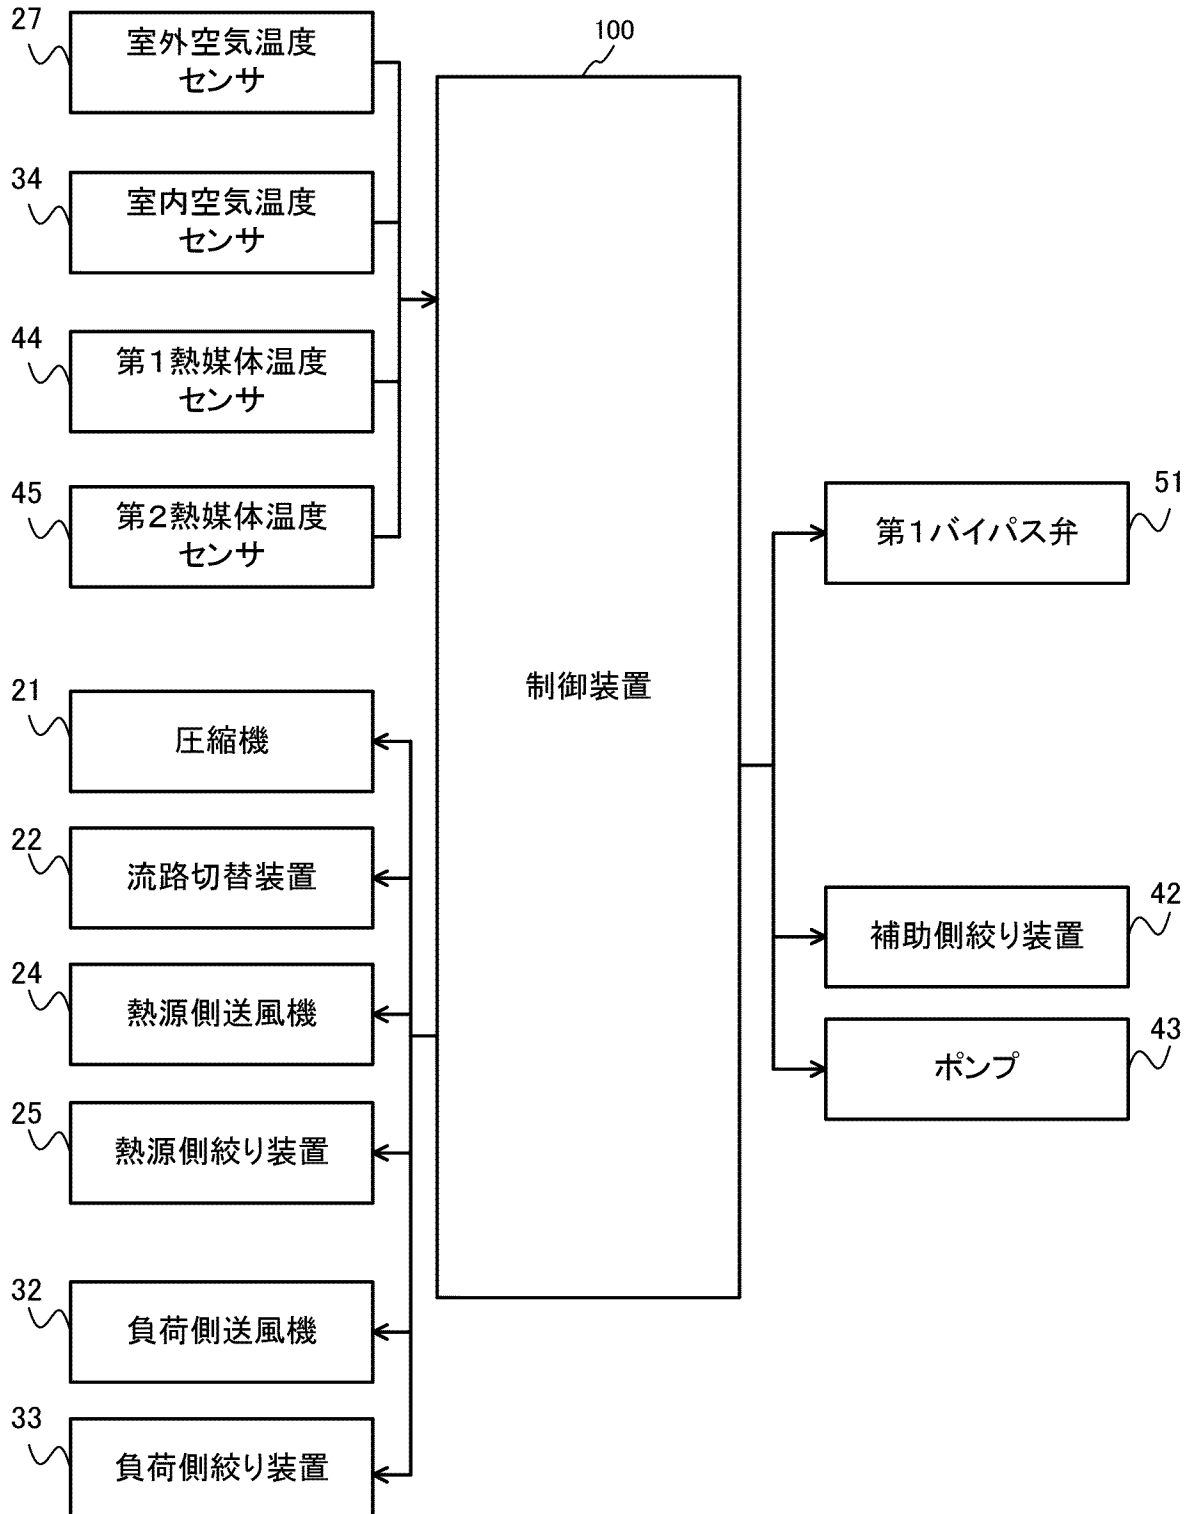 27
室外空気温度
センサ
100
34
室内空気温度
センサ
44
第1熱媒体温度
センサ
45
第2熱媒体温度
センサ
51
第1バイパス弁
制御装置
21
圧縮機
22
流路切替装置
42
補助側絞り装置
24
熱源側送風機
43
ポンプ
25
熱源側絞り装置
32
負荷側送風機
33
負荷側絞り装置